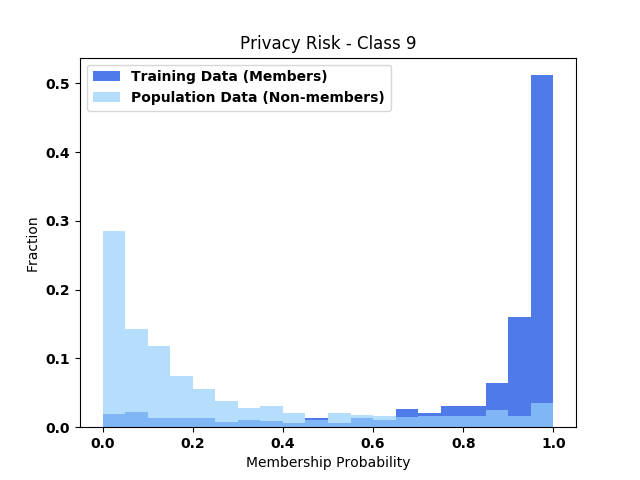 Privacy Risk - Class 9
Training Data (Members)
Population Data (Non-members)
Fraction
0.5
0.4
0.3
0.2
0.1
0.0
0.0 0.2 0.4 0.6 0.8 1.0
Membership Probability